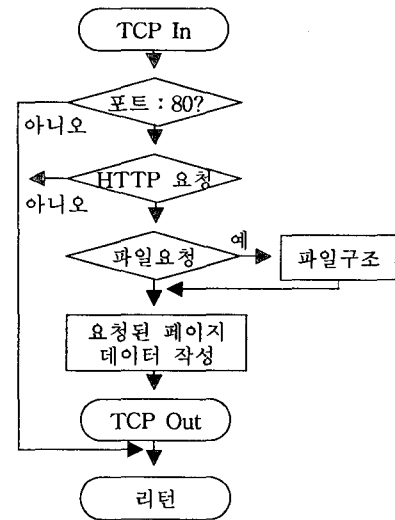 TCP In
포트 : 80?
아니오
HTTP 요청
아니오
파일요청
예
파일구조
요청된 페이지
데이터 작성
TCP Out
리턴